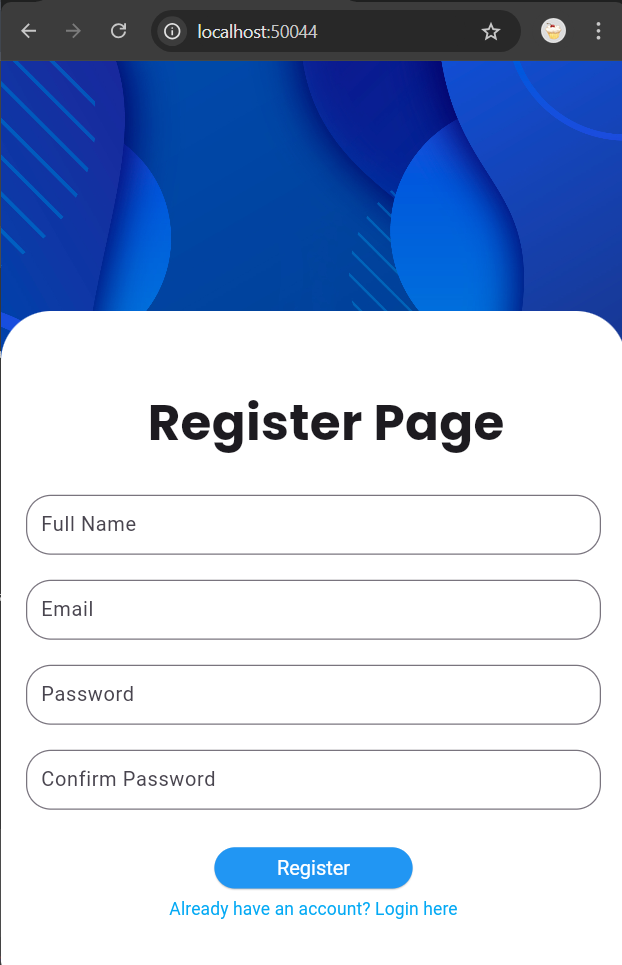 localhost:50044
Register Page
Full Name
Email
Password
Confirm Password
Register
Already have an account? Login here